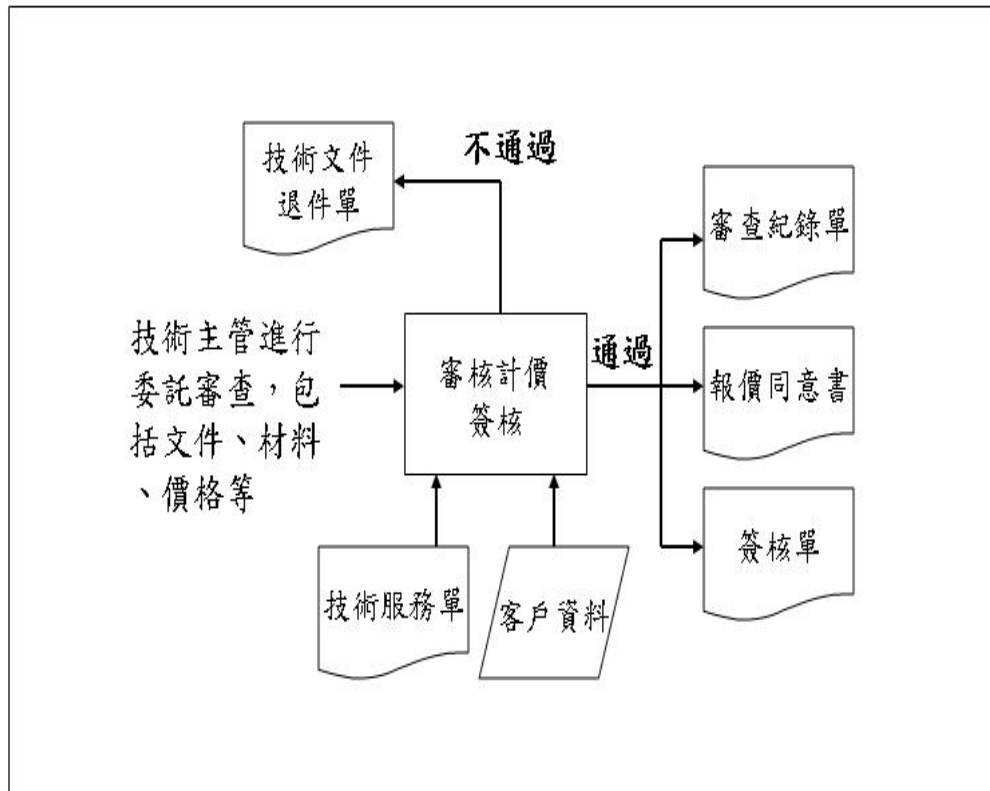 技術文件
退件單
不通過
審查紀錄單
技術主管進行
委託審查，包
括文件、材料
、價格等
審核計價
簽核
通過
報價同意書
簽核單
技術服務單
客戶資料